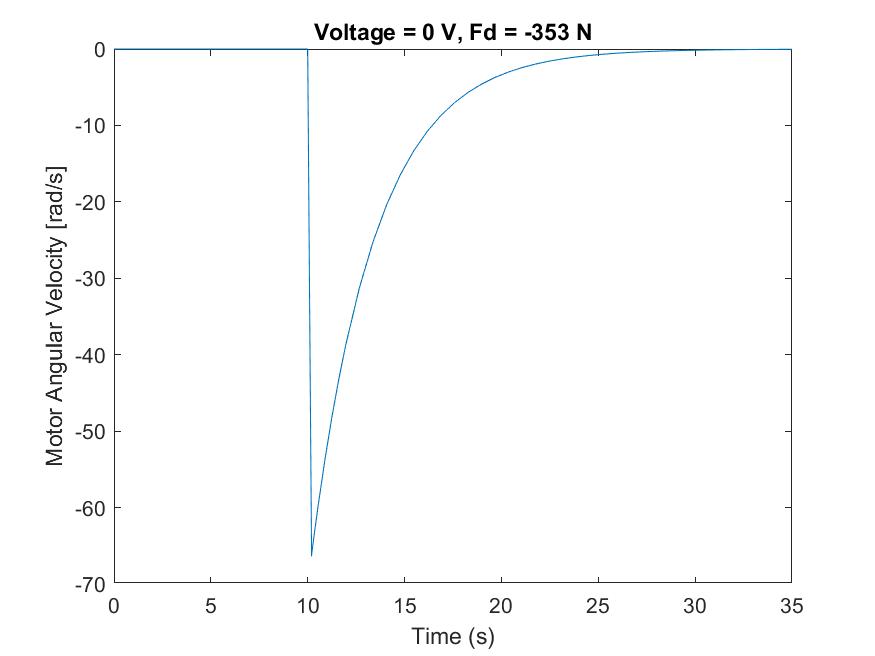 Voltage = 0 V, Fd = -353 N
0
-10
-20
-30
-40
-50
-60
-70
Motor Angular Velocity [rad/s]
0 5 10 15 20 25 30 35
Time (s)